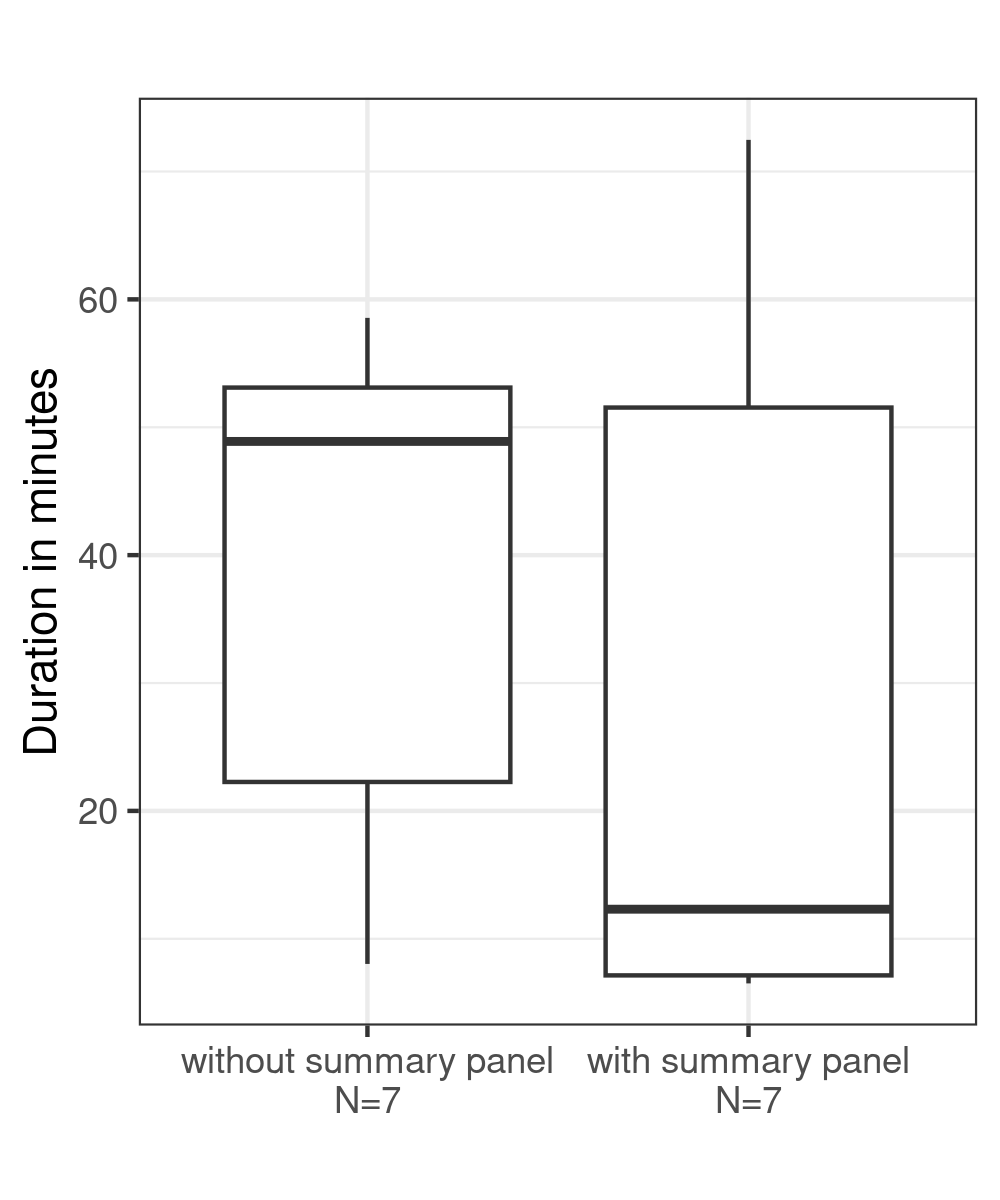 Duration in minutes
60
40
20
without summary panel
N=7
with summary panel
N=7